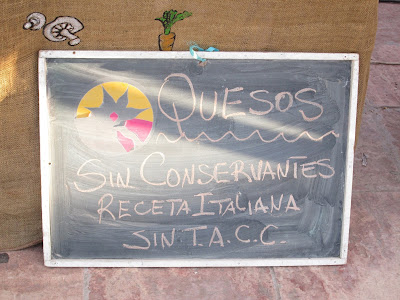 QUESOS
SIN CONSERVANTES
RECETA ITALIANA
SIN T.A.C.C.